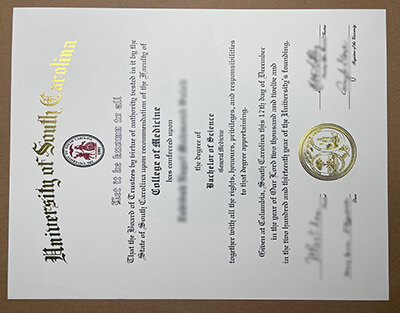 University of South Carolina
Let it be known to all
That the Board of Trustees by virtue of authority vested in it by the
State of South Carolina upon recommendation of the Faculty of
College of Medicine
has conferred upon
the degree of
Bachelor of Science
General Medicine
together with all the rights, honours, privileges, and responsibilities
to that degree appertaining.
Given at Columbia, South Carolina this 17th day of December
in the year of Our Lord two thousand and twelve and
in the two hundred and thirteenth year of the University's founding.